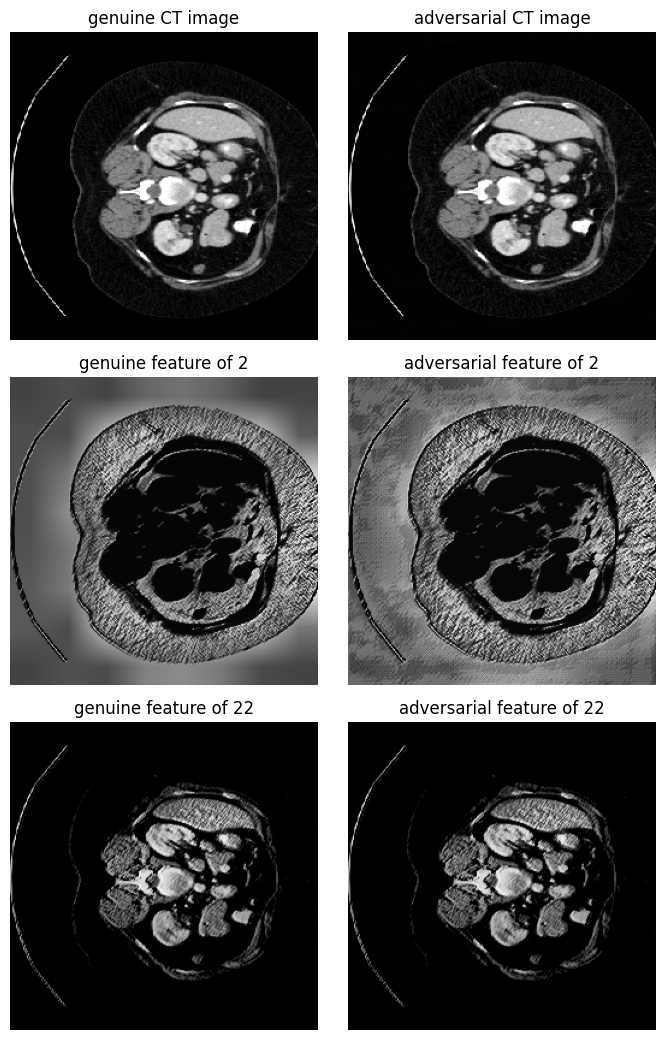 genuine CT image
adversarial CT image
genuine feature of 2
adversarial feature of 2
genuine feature of 22
adversarial feature of 22